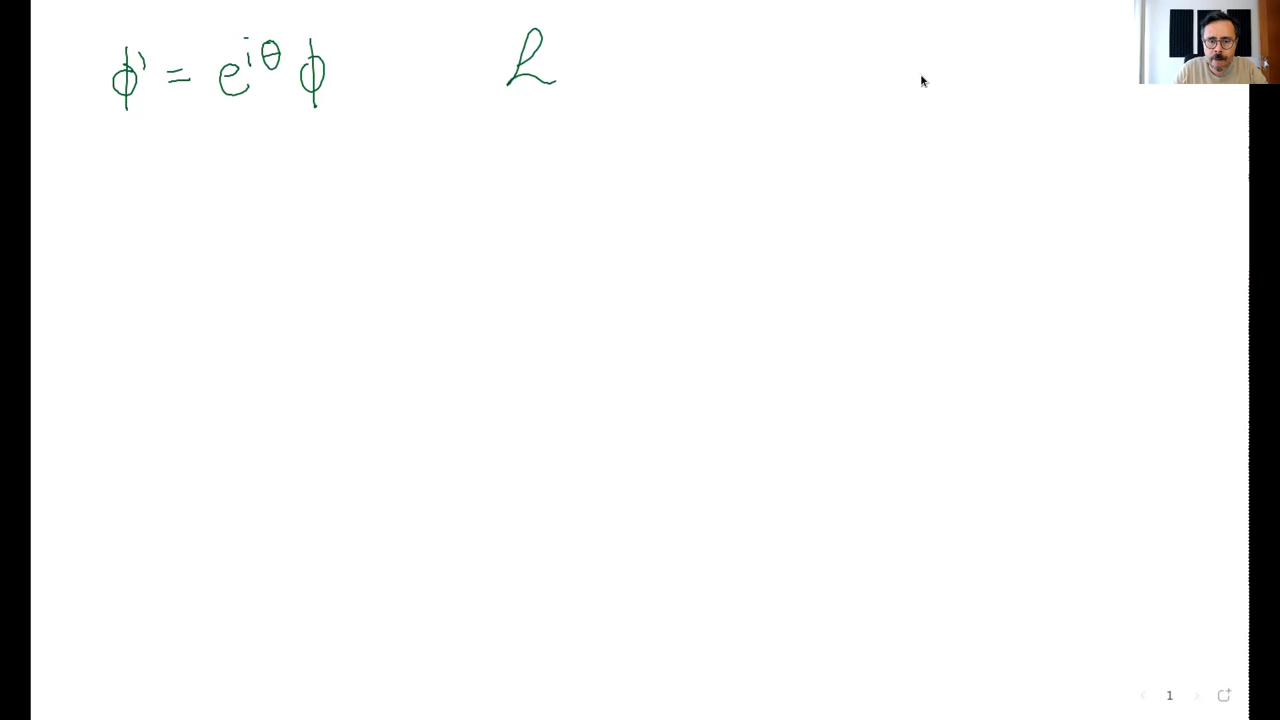 ϕ' = e^{iθ} ϕ ℒ
1